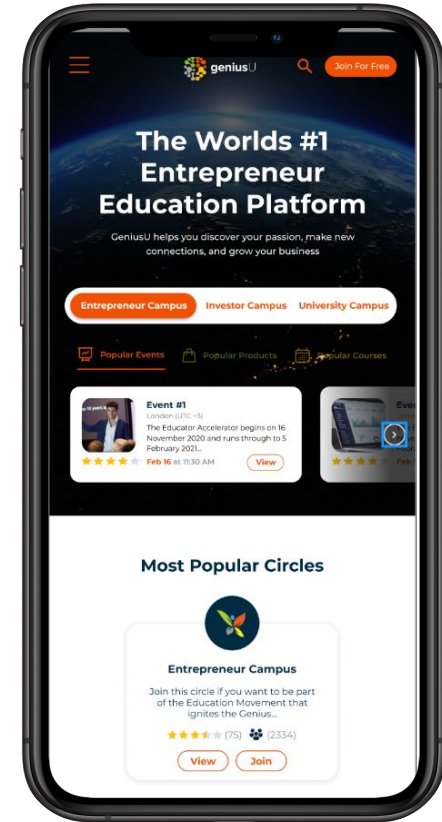 geniusU
Join For Free
The Worlds #1
Entrepreneur
Education Platform
GeniusU helps you discover your passion, make new
connections, and grow your business
Entrepreneur Campus
Investor Campus
University Campus
Popular Events
Popular Products
Popular Courses
Event #1
London (UTC +3)
The Educator Accelerator begins on 16
November 2020 and runs through to 5
February 2021...
Feb 16 at 11:30 AM
View
Most Popular Circles
Entrepreneur Campus
Join this circle if you want to be part
of the Education Movement that
ignites the Genius...
(75)
(2334)
View
Join